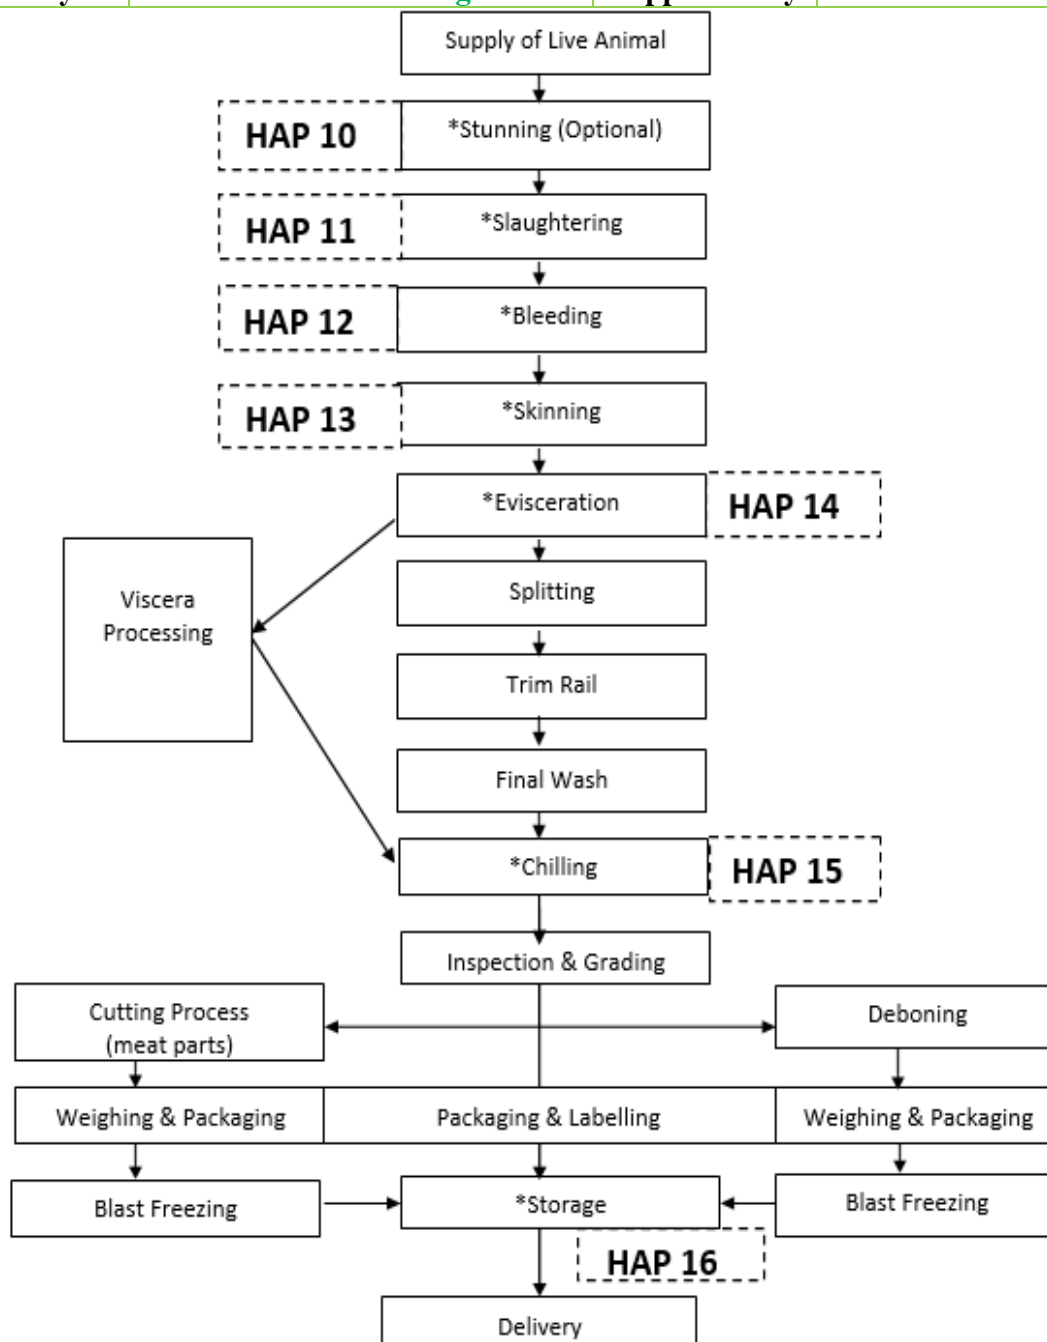 Supply of Live Animal
HAP 10
*Stunning (Optional)
HAP 11
*Slaughtering
HAP 12
*Bleeding
HAP 13
*Skinning
*Evisceration
HAP 14
Viscera
Processing
Splitting
Trim Rail
Final Wash
*Chilling
HAP 15
Inspection & Grading
Cutting Process
(meat parts)
Deboning
Weighing & Packaging
Packaging & Labelling
Weighing & Packaging
Blast Freezing
*Storage
Blast Freezing
HAP 16
Delivery